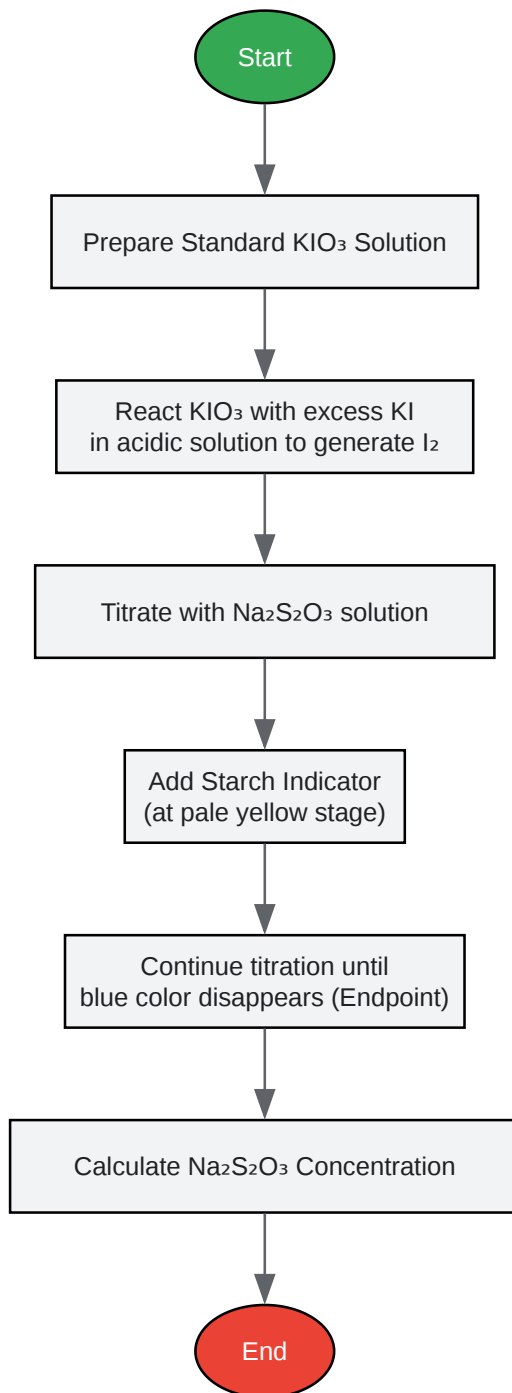 Start
Prepare Standard KIO₃ Solution
React KIO₃ with excess KI
in acidic solution to generate I₂
Titrate with Na₂S₂O₃ solution
Add Starch Indicator
(at pale yellow stage)
Continue titration until
blue color disappears (Endpoint)
Calculate Na₂S₂O₃ Concentration
End